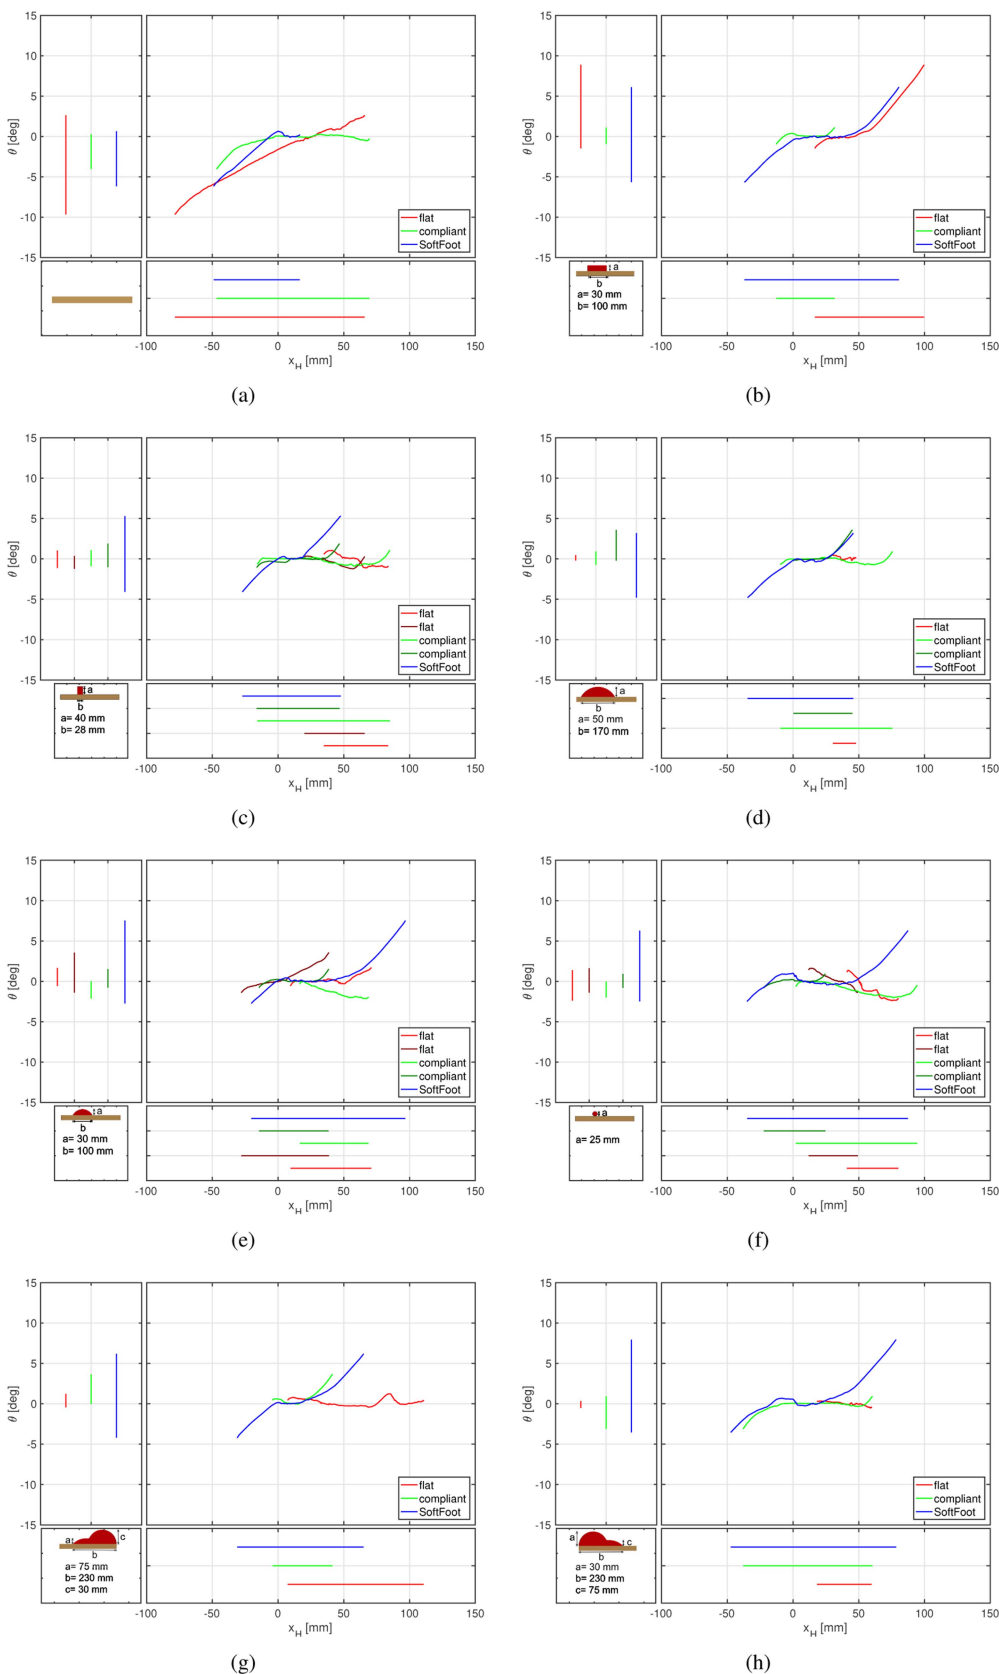 15 15
10 10
5 5
θ [deg] 0 θ [deg] 0
-5 -5
-10 flat -10 flat
compliant compliant
SoftFoot SoftFoot
-15 -15
a
b
a= 30 mm
b= 100 mm
-100 -50 0 50 100 150 -100 -50 0 50 100 150
x_H [mm] x_H [mm]
(a) (b)
15 15
10 10
5 5
θ [deg] 0 θ [deg] 0
-5 -5
flat flat
-10 flat -10 flat
compliant compliant
compliant compliant
-15 SoftFoot -15 SoftFoot
a a
b b
a= 40 mm a= 50 mm
b= 28 mm b= 170 mm
-100 -50 0 50 100 150 -100 -50 0 50 100 150
x_H [mm] x_H [mm]
(c) (d)
15 15
10 10
5 5
θ [deg] 0 θ [deg] 0
-5 -5
flat flat
-10 flat -10 flat
compliant compliant
compliant compliant
-15 SoftFoot -15 SoftFoot
a a
b
a= 30 mm a= 25 mm
b= 100 mm
-100 -50 0 50 100 150 -100 -50 0 50 100 150
x_H [mm] x_H [mm]
(e) (f)
15 15
10 10
5 5
θ [deg] 0 θ [deg] 0
-5 -5
-10 flat -10 flat
compliant compliant
SoftFoot SoftFoot
-15 -15
a c a c
b b
a= 75 mm a= 30 mm
b= 230 mm b= 230 mm
c= 30 mm c= 75 mm
-100 -50 0 50 100 150 -100 -50 0 50 100 150
x_H [mm] x_H [mm]
(g) (h)